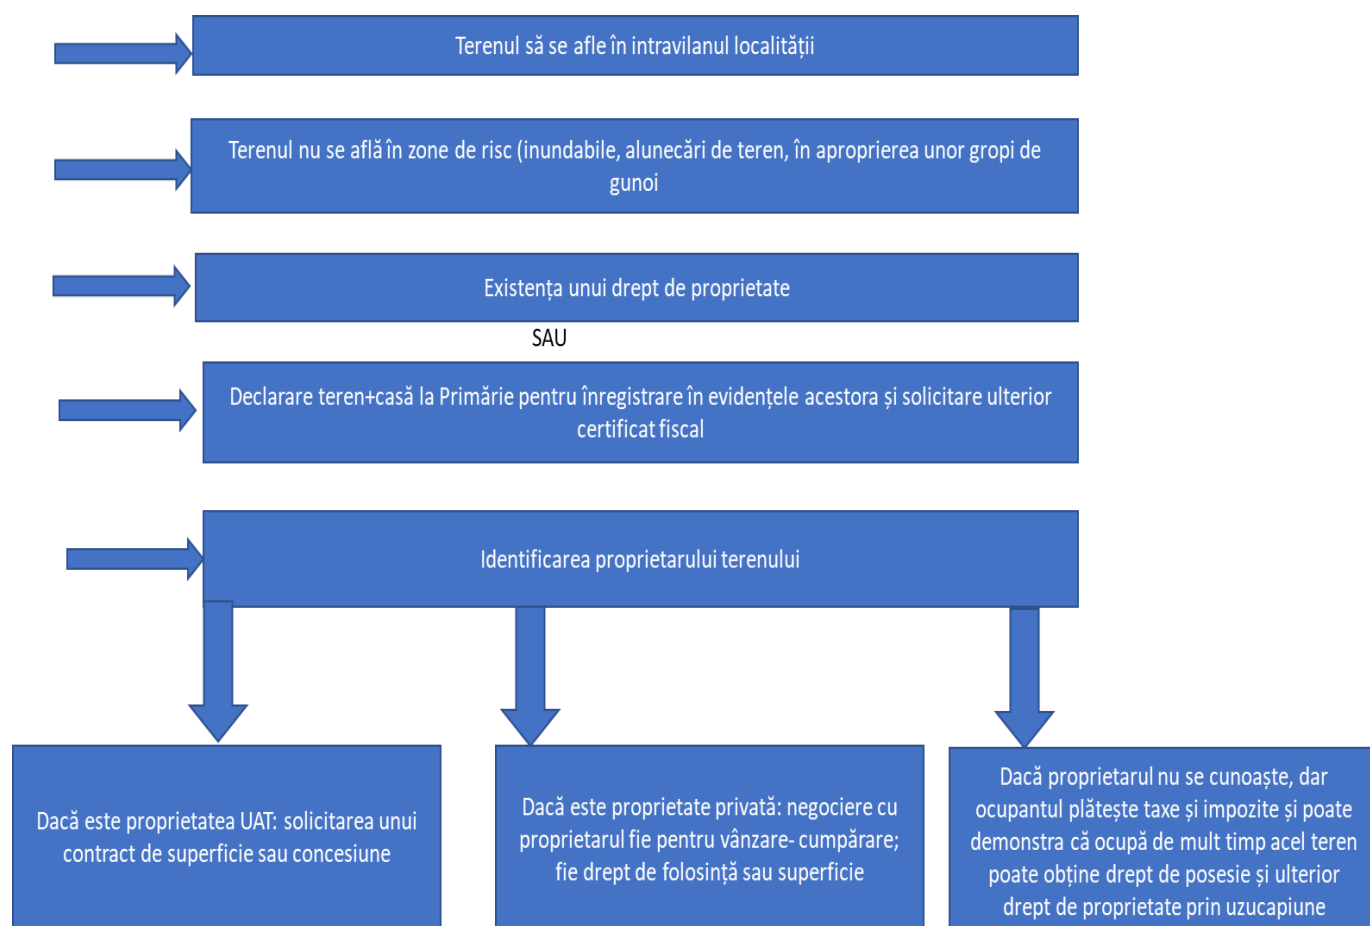 Terenul să se afle în intravilanul localității
Terenul nu se află în zone de risc (inundabile, alunecări de teren, în aproprierea unor gropi de
gunoi
Existența unui drept de proprietate
SAU
Declarare teren+casă la Primărie pentru înregistrare în evidențele acestora și solicitare ulterior
certificat fiscal
Identificarea proprietarului terenului
Dacă este proprietatea UAT: solicitarea unui
contract de superficie sau concesiune
Dacă este proprietate privată: negociere cu
proprietarul fie pentru vânzare- cumpărare;
fie drept de folosință sau superficie
Dacă proprietarul nu se cunoaște, dar
ocupantul plătește taxe și impozite și poate
demonstra că ocupă de mult timp acel teren
poate obține drept de posesie și ulterior
drept de proprietate prin uzucapiune